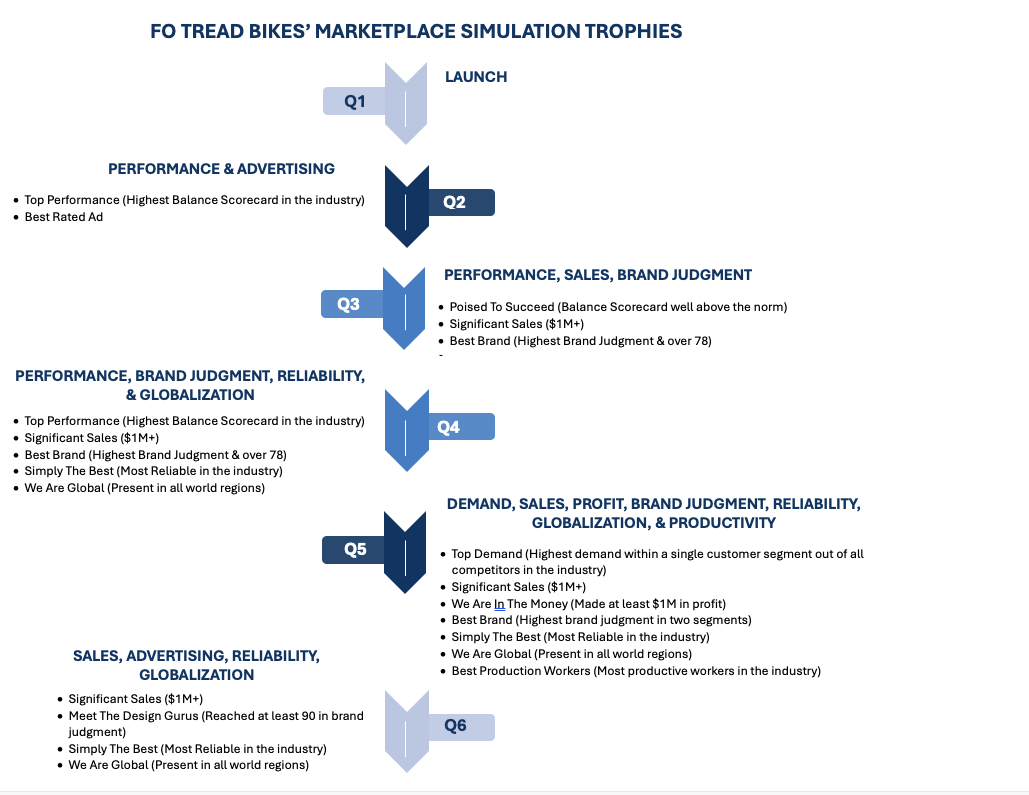 FO TREAD BIKES' MARKETPLACE SIMULATION TROPHIES
Q1
LAUNCH
PERFORMANCE & ADVERTISING
• Top Performance (Highest Balance Scorecard in the industry)
• Best Rated Ad
Q2
Q3
PERFORMANCE, SALES, BRAND JUDGMENT
• Poised To Succeed (Balance Scorecard well above the norm)
• Significant Sales ($1M+)
• Best Brand (Highest Brand Judgment & over 78)
PERFORMANCE, BRAND JUDGMENT, RELIABILITY,
& GLOBALIZATION
• Top Performance (Highest Balance Scorecard in the industry)
• Significant Sales ($1M+)
• Best Brand (Highest Brand Judgment & over 78)
• Simply The Best (Most Reliable in the industry)
• We Are Global (Present in all world regions)
Q4
Q5
DEMAND, SALES, PROFIT, BRAND JUDGMENT, RELIABILITY,
GLOBALIZATION, & PRODUCTIVITY
• Top Demand (Highest demand within a single customer segment out of all
competitors in the industry)
• Significant Sales ($1M+)
• We Are In The Money (Made at least $1M in profit)
• Best Brand (Highest brand judgment in two segments)
• Simply The Best (Most Reliable in the industry)
• We Are Global (Present in all world regions)
• Best Production Workers (Most productive workers in the industry)
SALES, ADVERTISING, RELIABILITY,
GLOBALIZATION
• Significant Sales ($1M+)
• Meet The Design Gurus (Reached at least 90 in brand
judgment)
• Simply The Best (Most Reliable in the industry)
• We Are Global (Present in all world regions)
Q6